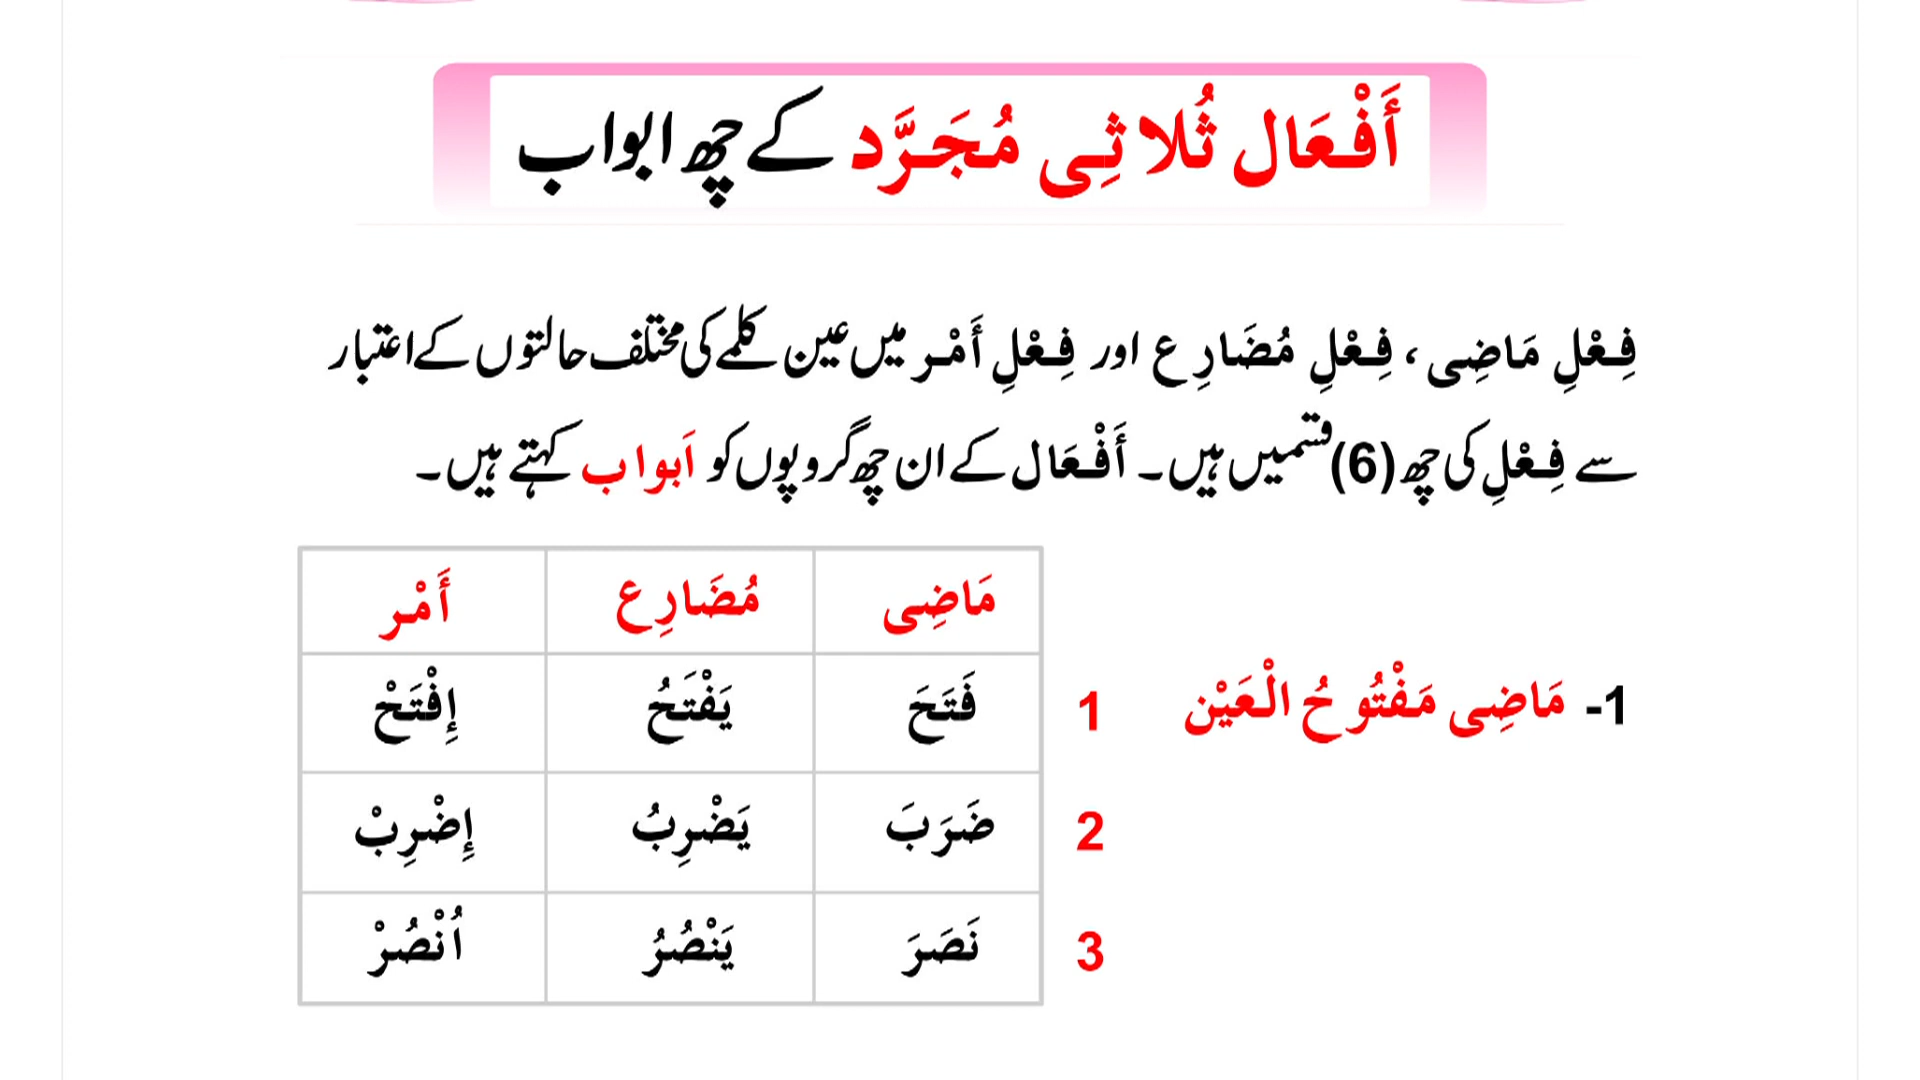 أَفْعَال ثُلاثِی مُجَرَّد کے چھ ابواب
فِعْلِ مَاضِی، فِعْلِ مُضَارِع اور فِعْلِ أَمْر میں عین کلمے کی مختلف حالتوں کے اعتبار
سے فِعْلِ کی چھ (6) قسمیں ہیں۔ أَفْعَال کے ان چھ گروپوں کو اَبواب کہتے ہیں۔
مَاضِی مُضَارِع أَمْر
1- مَاضِی مَفْتُوحُ الْعَیْن 1 فَتَحَ يَفْتَحُ إِفْتَحْ
2 ضَرَبَ يَضْرِبُ إِضْرِبْ
3 نَصَرَ يَنْصُرُ اُنْصُرْ